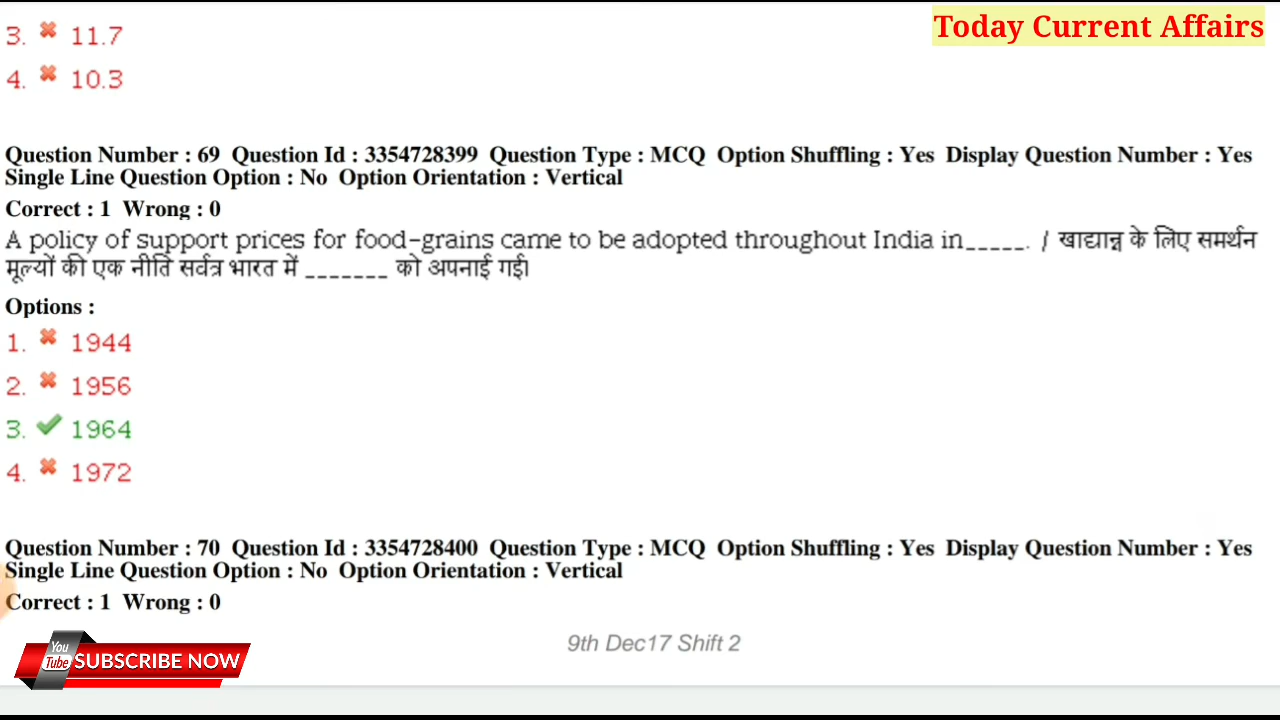 3. 11.7
Today Current Affairs
4. 10.3
Question Number : 69 Question Id : 3354728399 Question Type : MCQ Option Shuffling : Yes Display Question Number : Yes
Single Line Question Option : No Option Orientation : Vertical
Correct : 1 Wrong : 0
A policy of support prices for food-grains came to be adopted throughout India in_____. / खाद्यान्न के लिए समर्थन
मूल्यों की एक नीति सर्वत्र भारत में _______ को अपनाई गई।
Options :
1. 1944
2. 1956
3. 1964
4. 1972
Question Number : 70 Question Id : 3354728400 Question Type : MCQ Option Shuffling : Yes Display Question Number : Yes
Single Line Question Option : No Option Orientation : Vertical
Correct : 1 Wrong : 0
9th Dec17 Shift 2
You
Tube SUBSCRIBE NOW